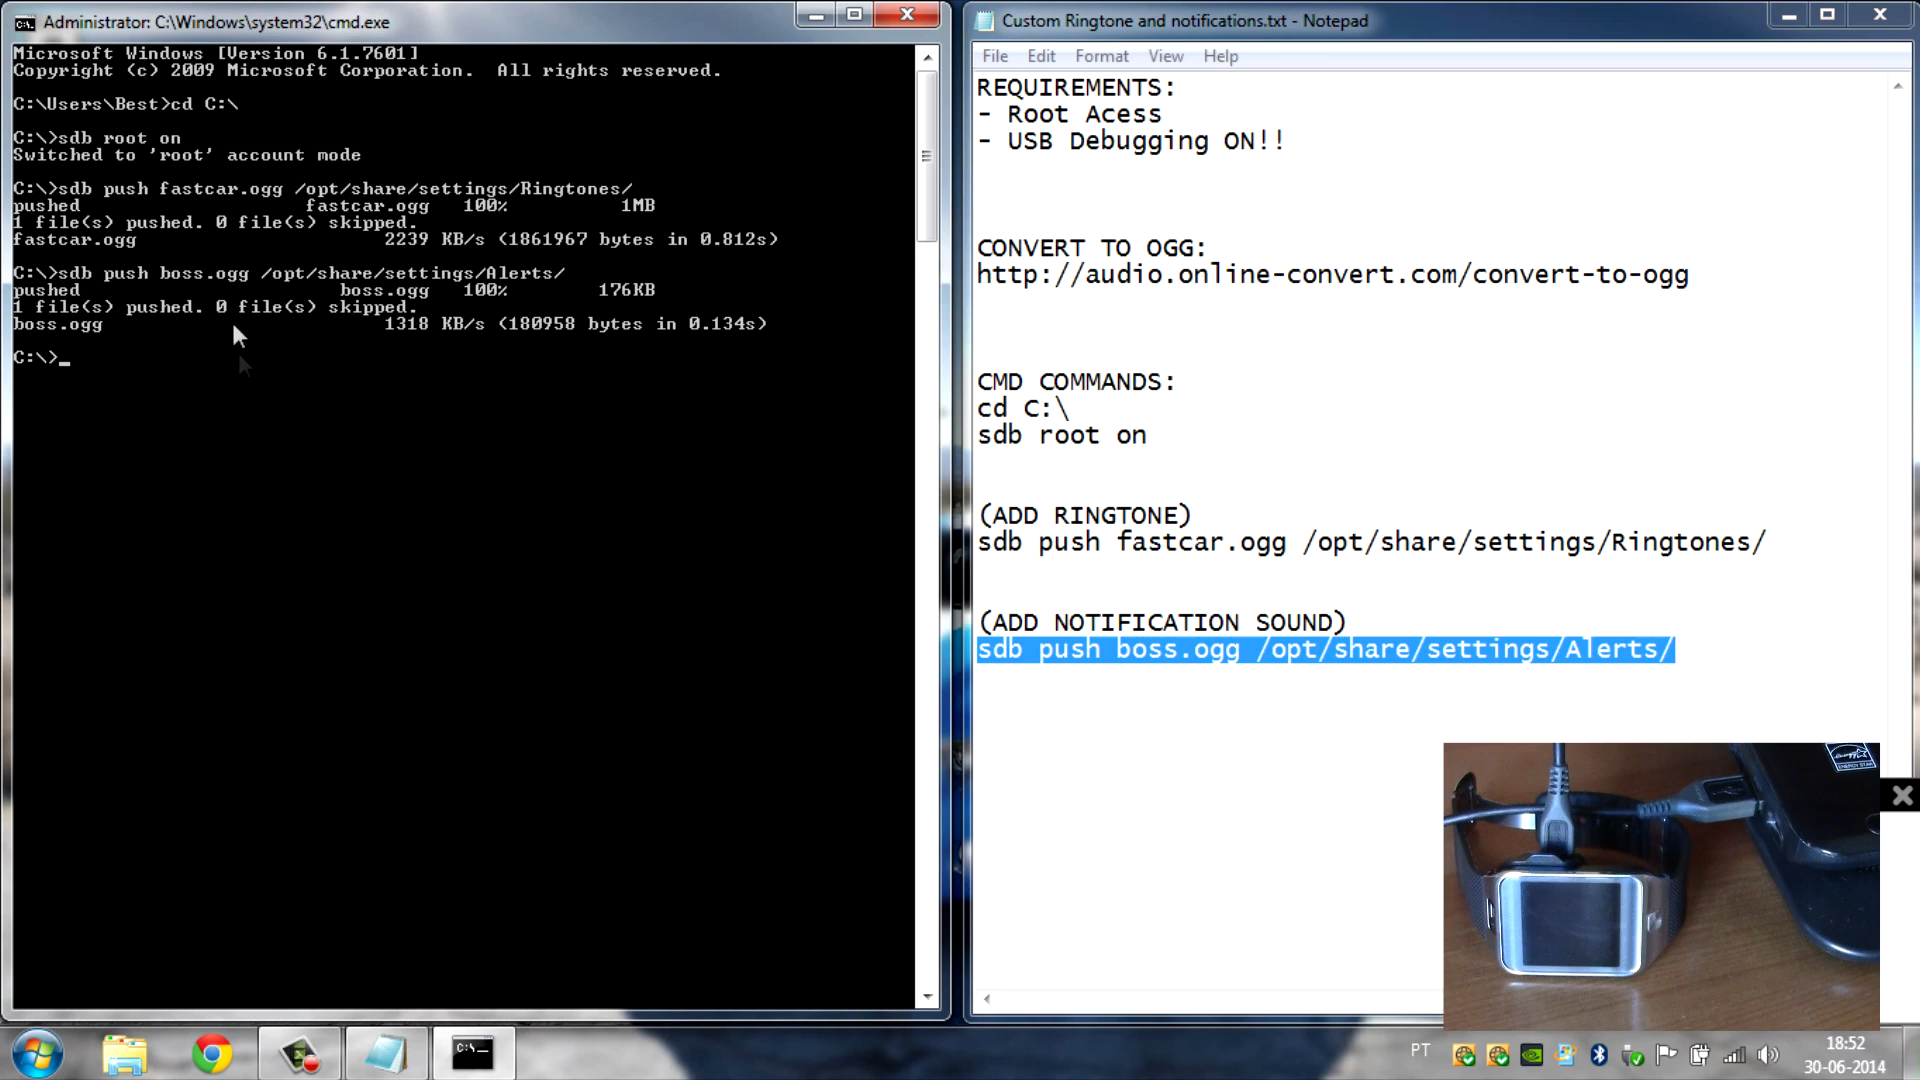 Administrator: C:\Windows\system32\cmd.exe
Microsoft Windows [Version 6.1.7601]
Copyright (c) 2009 Microsoft Corporation.  All rights reserved.
C:\Users\Best>cd C:\
C:\>sdb root on
Switched to 'root' account mode
C:\>sdb push fastcar.ogg /opt/share/settings/Ringtones/
pushed fastcar.ogg 100% 1MB
1 file(s) pushed. 0 file(s) skipped.
fastcar.ogg 2239 KB/s (1861967 bytes in 0.812s)
C:\>sdb push boss.ogg /opt/share/settings/Alerts/
pushed boss.ogg 100% 176KB
1 file(s) pushed. 0 file(s) skipped.
boss.ogg 1318 KB/s (180958 bytes in 0.134s)
C:\>_
Custom Ringtone and notifications.txt - Notepad
File Edit Format View Help
REQUIREMENTS:
- Root Acess
- USB Debugging ON!!
CONVERT TO OGG:
http://audio.online-convert.com/convert-to-ogg
CMD COMMANDS:
cd C:\
sdb root on
(ADD RINGTONE)
sdb push fastcar.ogg /opt/share/settings/Ringtones/
(ADD NOTIFICATION SOUND)
sdb push boss.ogg /opt/share/settings/Alerts/
ENERGY STAR
PT
18:52
30-06-2014